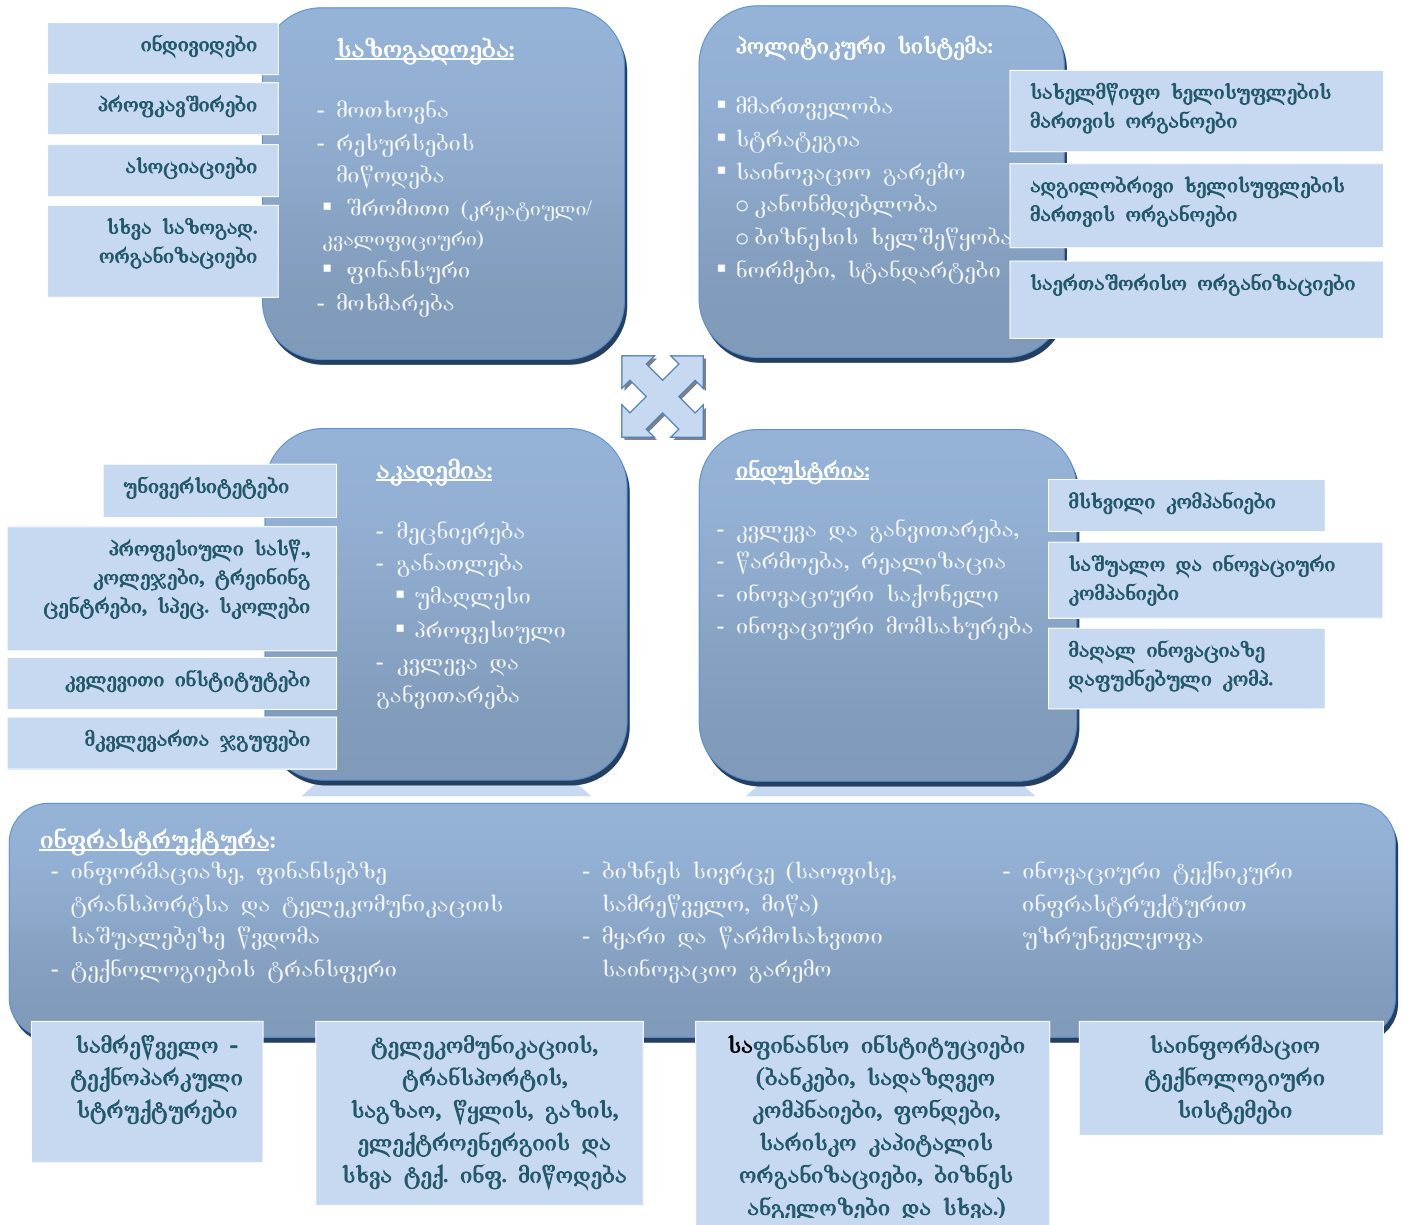 ინდივიდები
პროფკავშირები
ასოციაციები
სხვა საზოგად.
ორგანიზაციები
საზოგადოება:
- მოთხოვნა
- რესურსების
მიწოდება
▪ შრომითი (კრეატიული/
კვალიფიციური)
▪ ფინანსური
- მოხმარება
პოლიტიკური სისტემა:
▪ მმართველობა
▪ სტრატეგია
▪ საინოვაციო გარემო
o კანონმდებლობა
o ბიზნესის ხელშეწყობა
▪ ნორმები, სტანდარტები
სახელმწიფო ხელისუფლების
მართვის ორგანოები
ადგილობრივი ხელისუფლების
მართვის ორგანოები
საერთაშორისო ორგანიზაციები
უნივერსიტეტები
პროფესიული სასწ.,
კოლეჯები, ტრეინინგ
ცენტრები, სპეც. სკოლები
კვლევითი ინსტიტუტები
მკვლევართა ჯგუფები
აკადემია:
- მეცნიერება
- განათლება
▪ უმაღლესი
▪ პროფესიული
- კვლევა და
განვითარება
ინდუსტრია:
- კვლევა და განვითარება,
- წარმოება, რეალიზაცია
- ინოვაციური საქონელი
- ინოვაციური მომსახურება
მსხვილი კომპანიები
საშუალო და ინოვაციური
კომპანიები
მაღალ ინოვაციაზე
დაფუძნებული კომპ.
ინფრასტრუქტურა:
- ინფორმაციაზე, ფინანსებზე
ტრანსპორტსა და ტელეკომუნიკაციის
საშუალებეზე წვდომა
- ტექნოლოგიების ტრანსფერი
- ბიზნეს სივრცე (საოფისე,
სამრეწველო, მიწა)
- მყარი და წარმოსახვითი
საინოვაციო გარემო
- ინოვაციური ტექნიკური
ინფრასტრუქტურით
უზრუნველყოფა
სამრეწველო -
ტექნოპარკული
სტრუქტურები
ტელეკომუნიკაციის,
ტრანსპორტის,
საგზაო, წყლის, გაზის,
ელექტროენერგიის და
სხვა ტექ. ინფ. მიწოდება
საფინანსო ინსტიტუციები
(ბანკები, სადაზღვეო
კომპნაიები, ფონდები,
სარისკო კაპიტალის
ორგანიზაციები, ბიზნეს
ანგელოზები და სხვა.)
საინფორმაციო
ტექნოლოგიური
სისტემები